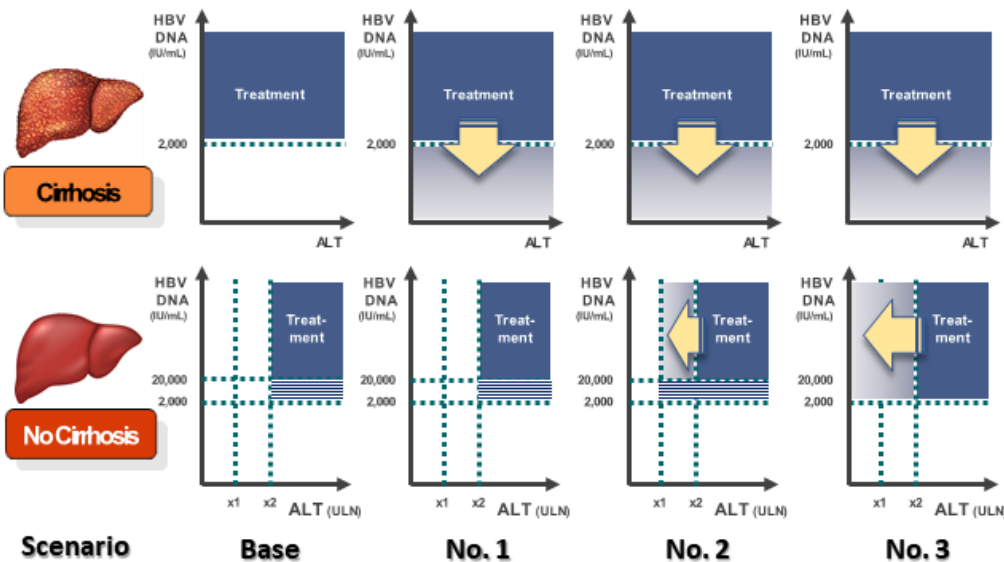 HBV
DNA
(IU/mL)
Treatment
2,000
ALT
HBV
DNA
(IU/mL)
Treatment
2,000
ALT
HBV
DNA
(IU/mL)
Treatment
2,000
ALT
HBV
DNA
(IU/mL)
Treatment
2,000
ALT
Cirrhosis
HBV
DNA
(IU/mL)
Treat-
ment
20,000
2,000
x1 x2 ALT (ULN)
HBV
DNA
(IU/mL)
Treat-
ment
20,000
2,000
x1 x2 ALT (ULN)
HBV
DNA
(IU/mL)
Treat-
ment
20,000
2,000
x1 x2 ALT (ULN)
HBV
DNA
(IU/mL)
Treat-
ment
20,000
2,000
x1 x2 ALT (ULN)
No Cirrhosis
Scenario Base No. 1 No. 2 No. 3